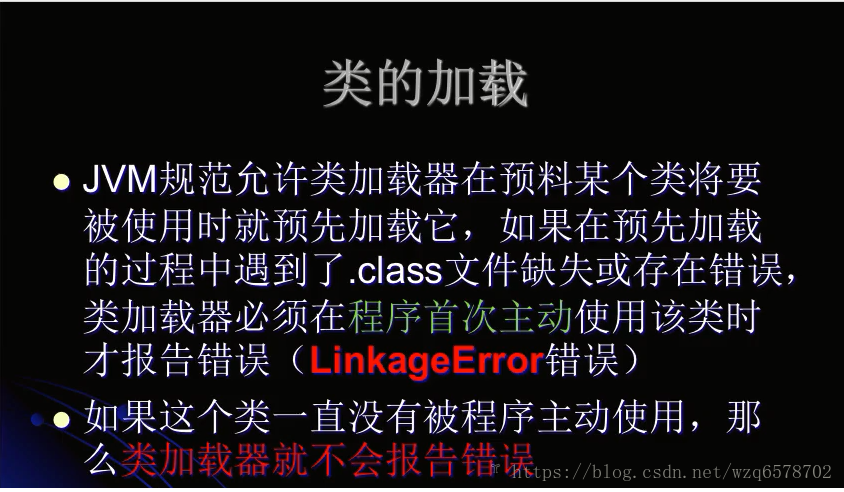 类的加载
JVM规范允许类加载器在预料某个类将要
被使用时就预先加载它，如果在预先加载
的过程中遇到了.class文件缺失或存在错误，
类加载器必须在程序首次主动使用该类时
才报告错误（LinkageError错误）
如果这个类一直没有被程序主动使用，那
么类加载器就不会报告错误
https://blog.csdn.net/wzq6578702